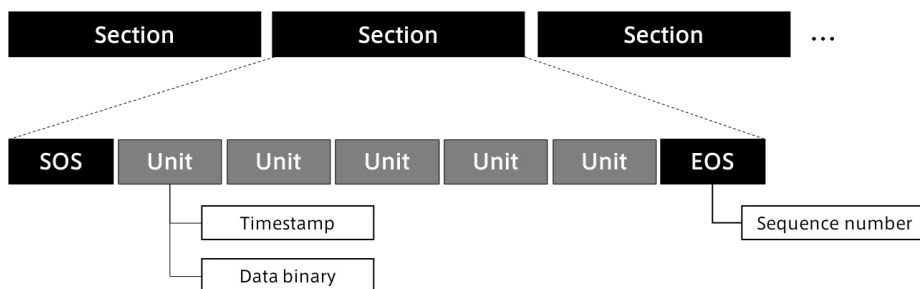 Section Section Section ...
SOS Unit Unit Unit Unit Unit EOS
Timestamp Sequence number
Data binary